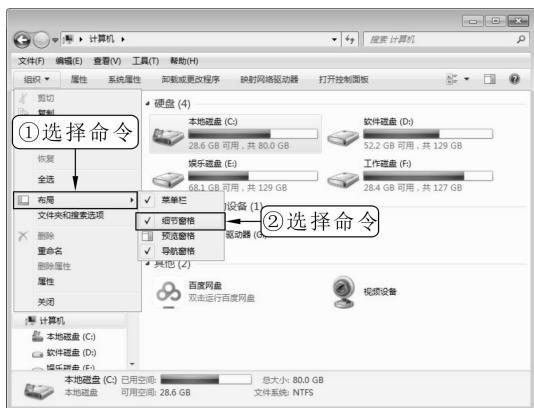 计算机
搜索 计算机
文件(F) 编辑(E) 查看(V) 工具(T) 帮助(H)
组织 属性 系统属性 卸载或更改程序 映射网络驱动器 打开控制面板
剪切
①选择命令
恢复
全选
布局
文件夹和搜索选项
删除
重命名
删除属性
属性
关闭
菜单栏
细节窗格
预览窗格
导航窗格
②选择命令
硬盘 (4)
本地磁盘 (C:)
28.6 GB 可用，共 80.0 GB
软件磁盘 (D:)
52.2 GB 可用，共 129 GB
娱乐磁盘 (E:)
68.1 GB 可用，共 129 GB
工作磁盘 (F:)
28.4 GB 可用，共 127 GB
设备 (1)
驱动器 (G:)
其他 (2)
百度网盘
双击运行百度网盘
视频设备
计算机
本地磁盘 (C:)
软件磁盘 (D:)
娱乐磁盘 (E:)
本地磁盘 (C:) 已用空间: 总大小: 80.0 GB
本地磁盘 可用空间: 28.6 GB 文件系统: NTFS